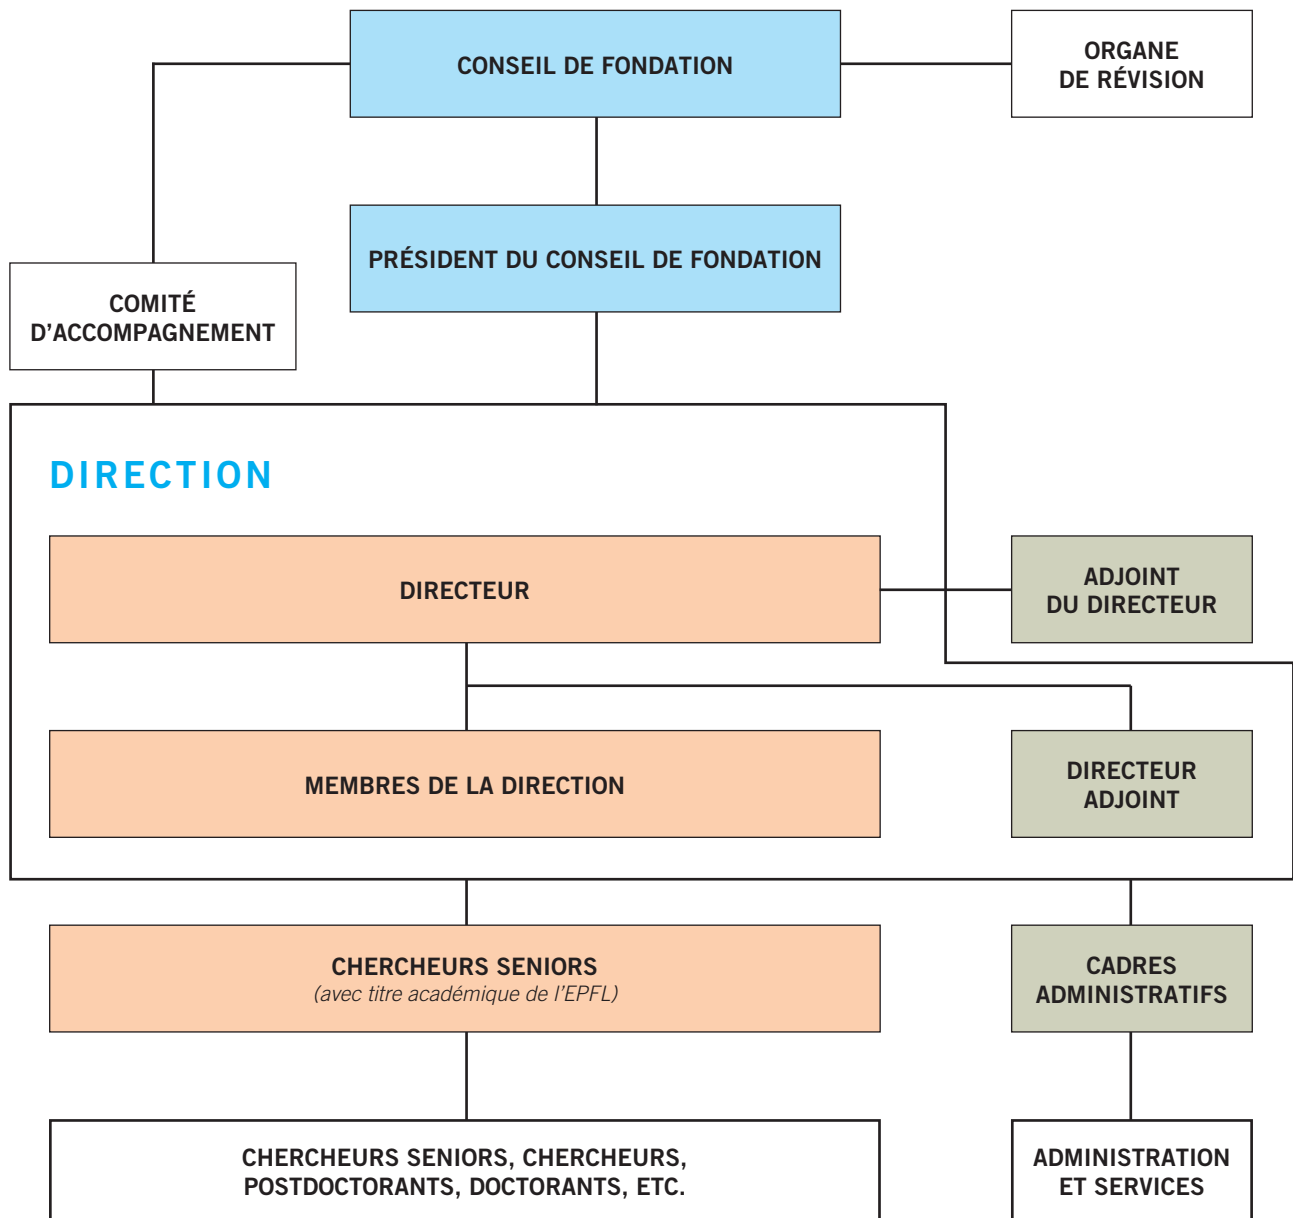 CONSEIL DE FONDATION
ORGANE
DE RÉVISION
PRÉSIDENT DU CONSEIL DE FONDATION
COMITÉ
D’ACCOMPAGNEMENT
DIRECTION
DIRECTEUR
ADJOINT
DU DIRECTEUR
MEMBRES DE LA DIRECTION
DIRECTEUR
ADJOINT
CHERCHEURS SENIORS
(avec titre académique de l’EPFL)
CADRES
ADMINISTRATIFS
CHERCHEURS SENIORS, CHERCHEURS,
POSTDOCTORANTS, DOCTORANTS, ETC.
ADMINISTRATION
ET SERVICES